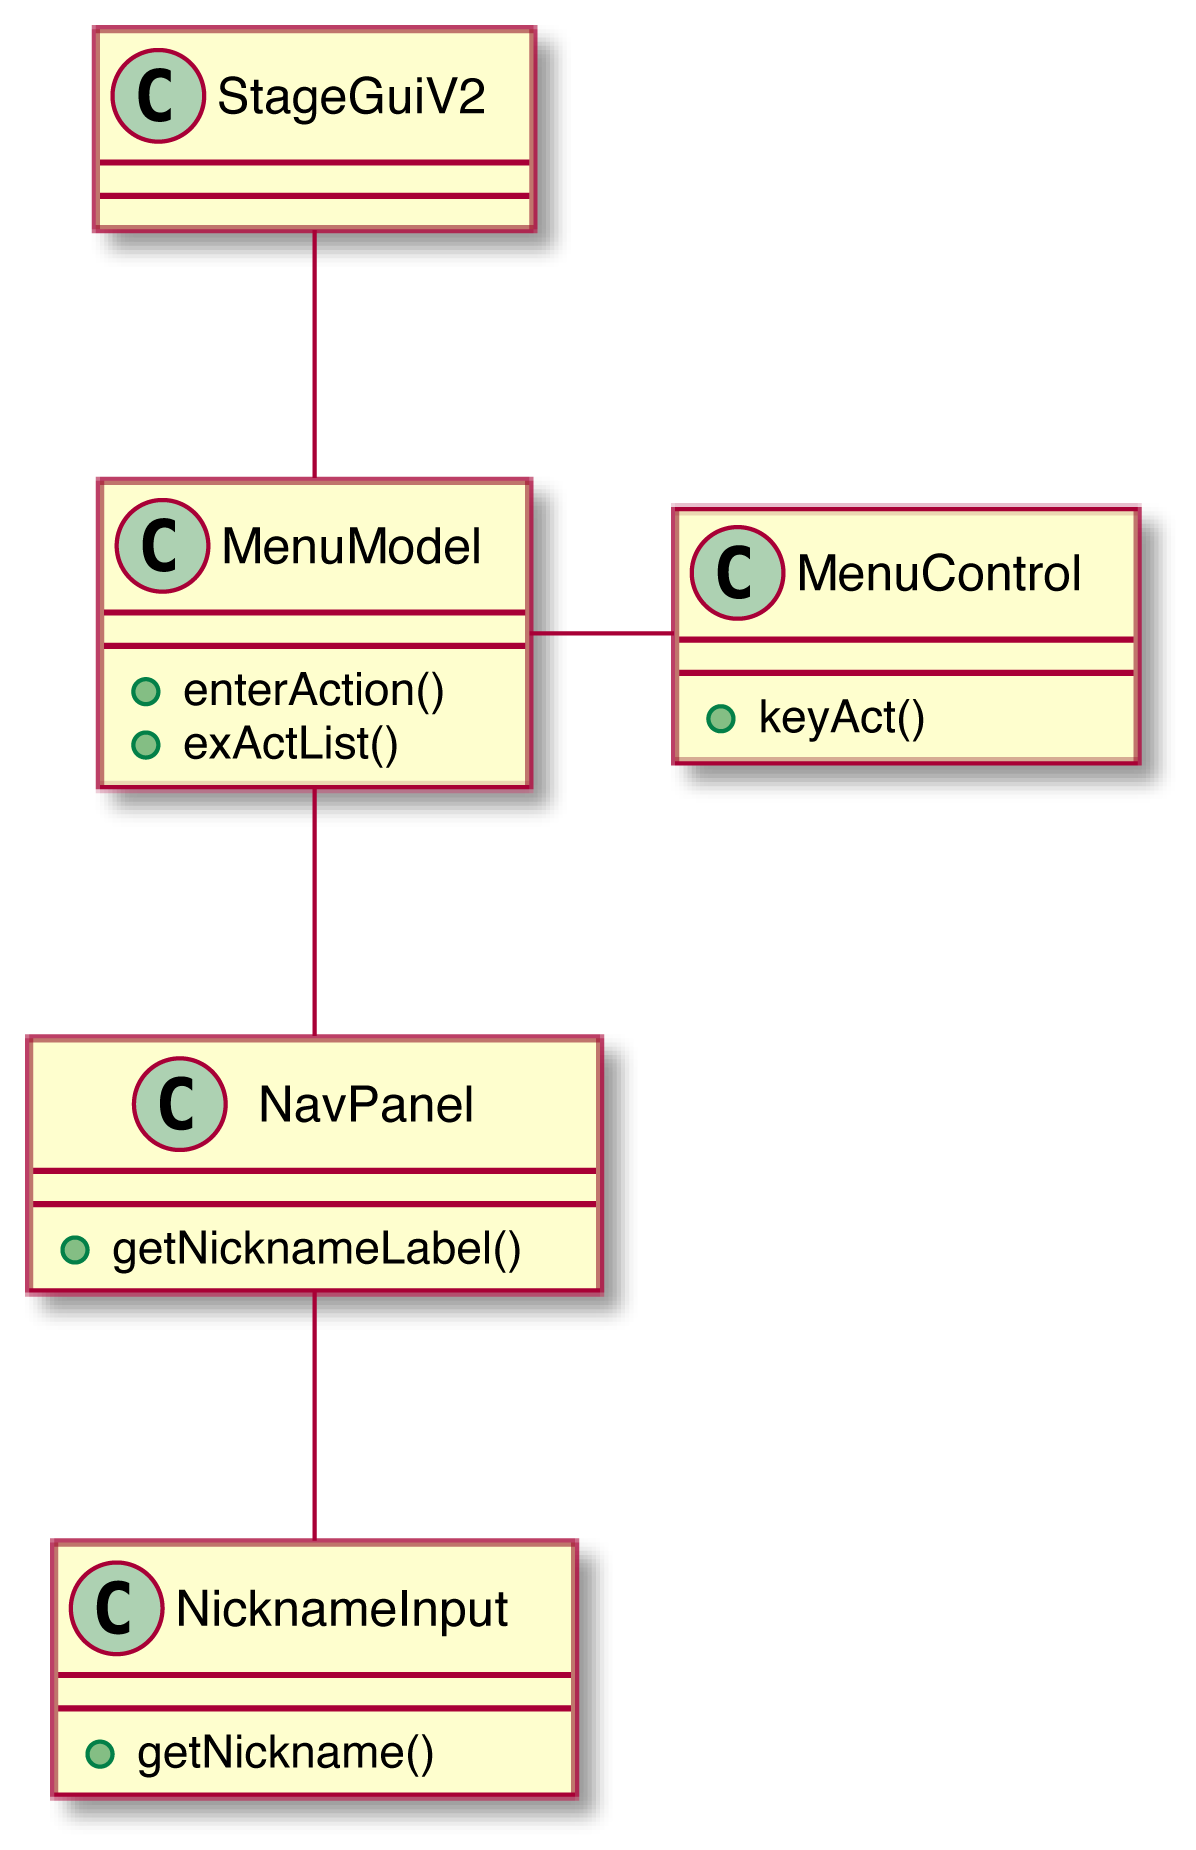 C StageGuiV2
C MenuModel
enterAction()
exActList()
C MenuControl
keyAct()
C NavPanel
getNicknameLabel()
C NicknameInput
getNickname()